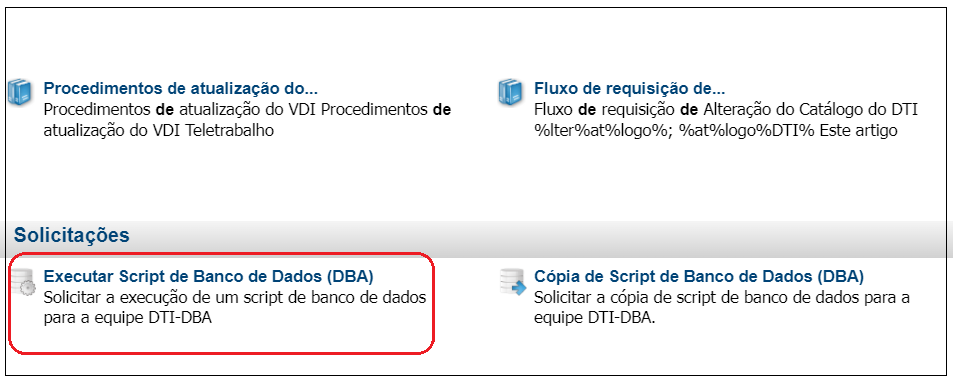 Procedimentos de atualização do...
Procedimentos de atualização do VDI Procedimentos de
atualização do VDI Teletrabalho
Fluxo de requisição de...
Fluxo de requisição de Alteração do Catálogo do DTI
%lter%at%logo%; %at%logo%DTI% Este artigo
Solicitações
Executar Script de Banco de Dados (DBA)
Solicitar a execução de um script de banco de dados
para a equipe DTI-DBA
Cópia de Script de Banco de Dados (DBA)
Solicitar a cópia de script de banco de dados para a
equipe DTI-DBA.